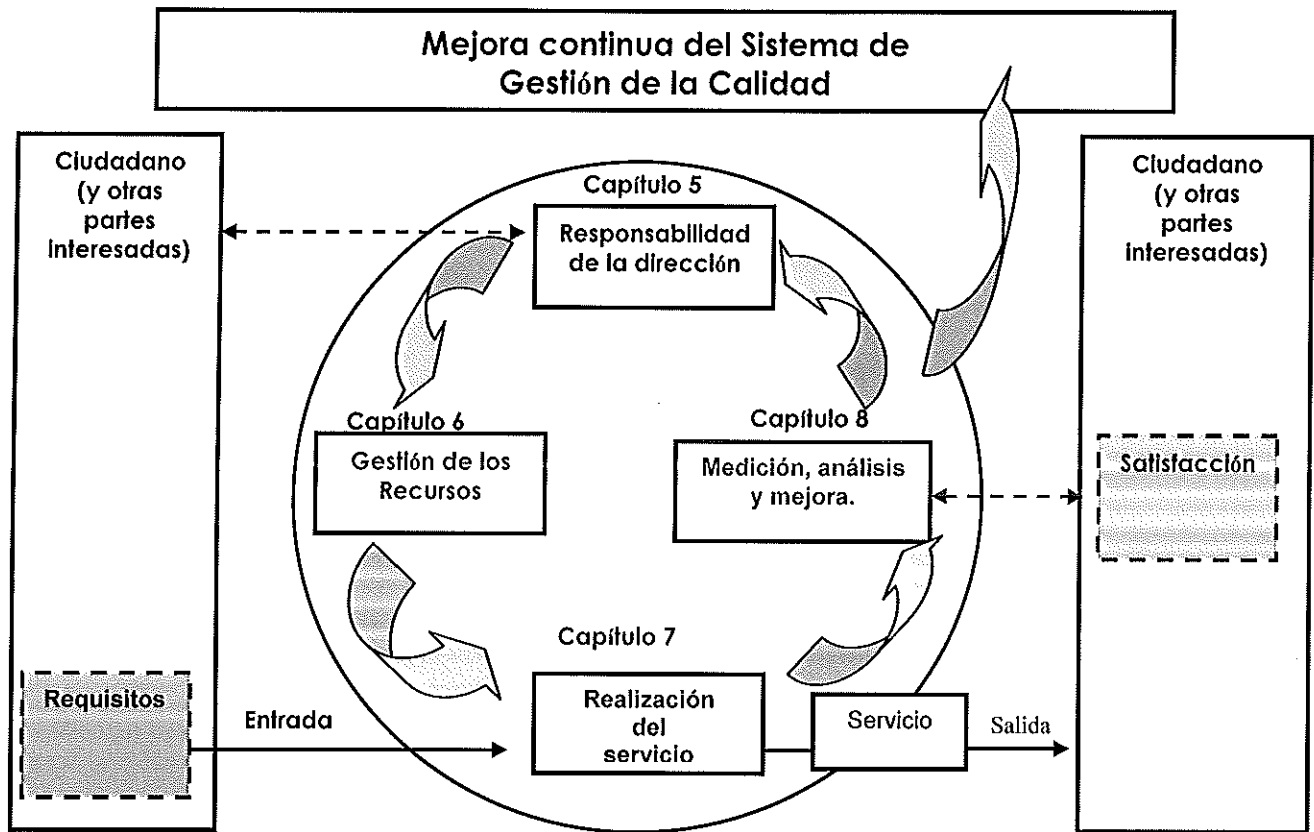 Mejora continua del Sistema de
Gestión de la Calidad
Ciudadano
(y otras
partes
interesadas)
Capítulo 5
Responsabilidad
de la dirección
Ciudadano
(y otras
partes
interesadas)
Capítulo 6
Gestión de los
Recursos
Capítulo 8
Medición, análisis
y mejora.
Satisfacción
Capítulo 7
Realización
del
servicio
Requisitos
Entrada
Servicio
Salida